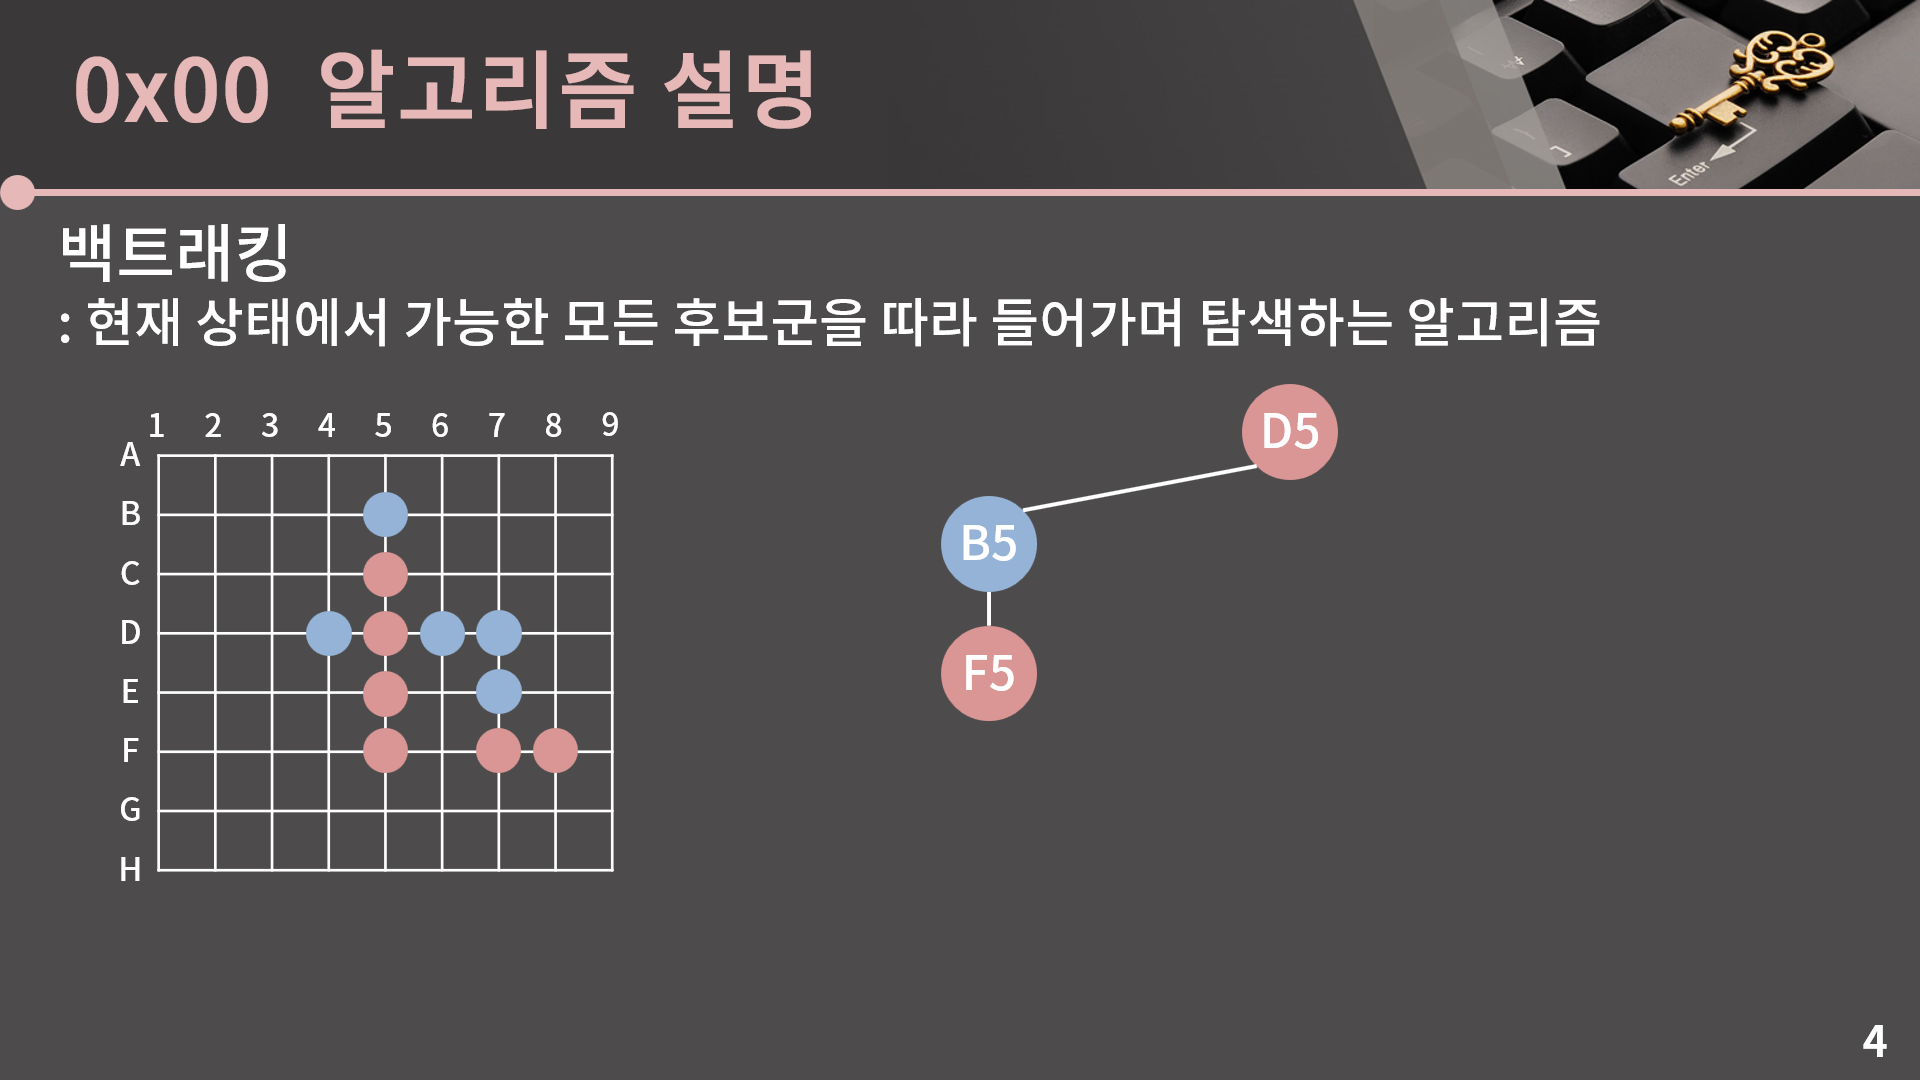 0x00 알고리즘 설명
Enter
백트래킹
: 현재 상태에서 가능한 모든 후보군을 따라 들어가며 탐색하는 알고리즘
1 2 3 4 5 6 7 8 9
A
B
C
D
E
F
G
H
D5
B5
F5
4